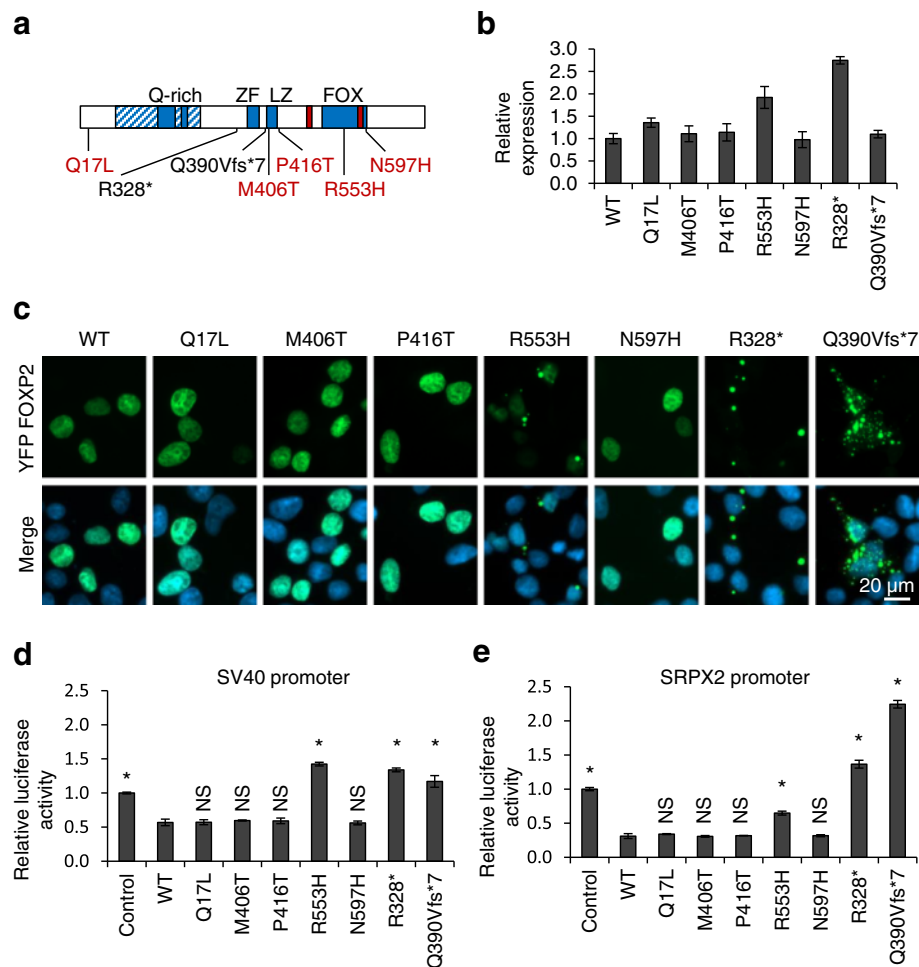 a
Q-rich ZF LZ FOX
Q17L
R328*
Q390Vfs*7
M406T
P416T
R553H
N597H
b
Relative
expression
3.0
2.5
2.0
1.5
1.0
0.5
0.0
WT
Q17L
M406T
P416T
R553H
N597H
R328*
Q390Vfs*7
c
WT Q17L M406T P416T R553H N597H R328* Q390Vfs*7
YFP FOXP2
Merge
20 µm
d
SV40 promoter
Relative luciferase
activity
2.5
2.0
1.5
1.0
0.5
0.0
* NS NS NS * NS * *
Control
WT
Q17L
M406T
P416T
R553H
N597H
R328*
Q390Vfs*7
e
SRPX2 promoter
Relative luciferase
activity
2.5
2.0
1.5
1.0
0.5
0.0
* NS NS NS * NS * *
Control
WT
Q17L
M406T
P416T
R553H
N597H
R328*
Q390Vfs*7